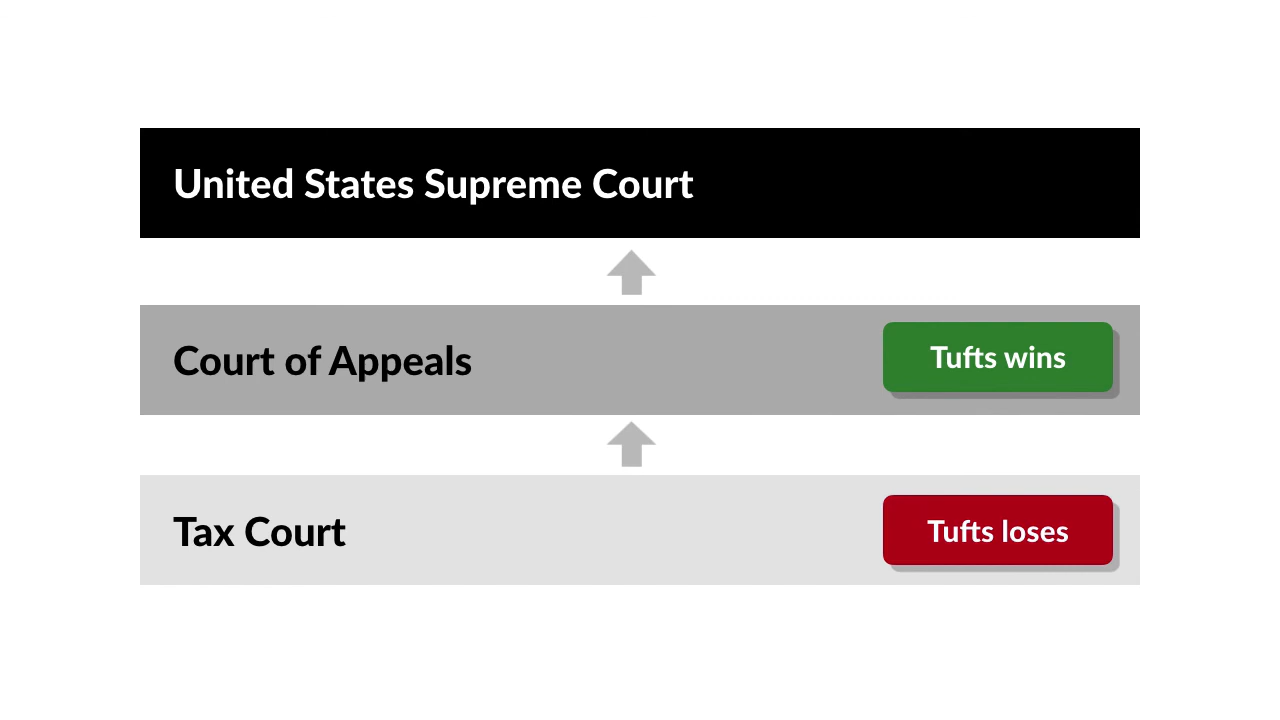 United States Supreme Court
Court of Appeals
Tufts wins
Tax Court
Tufts loses